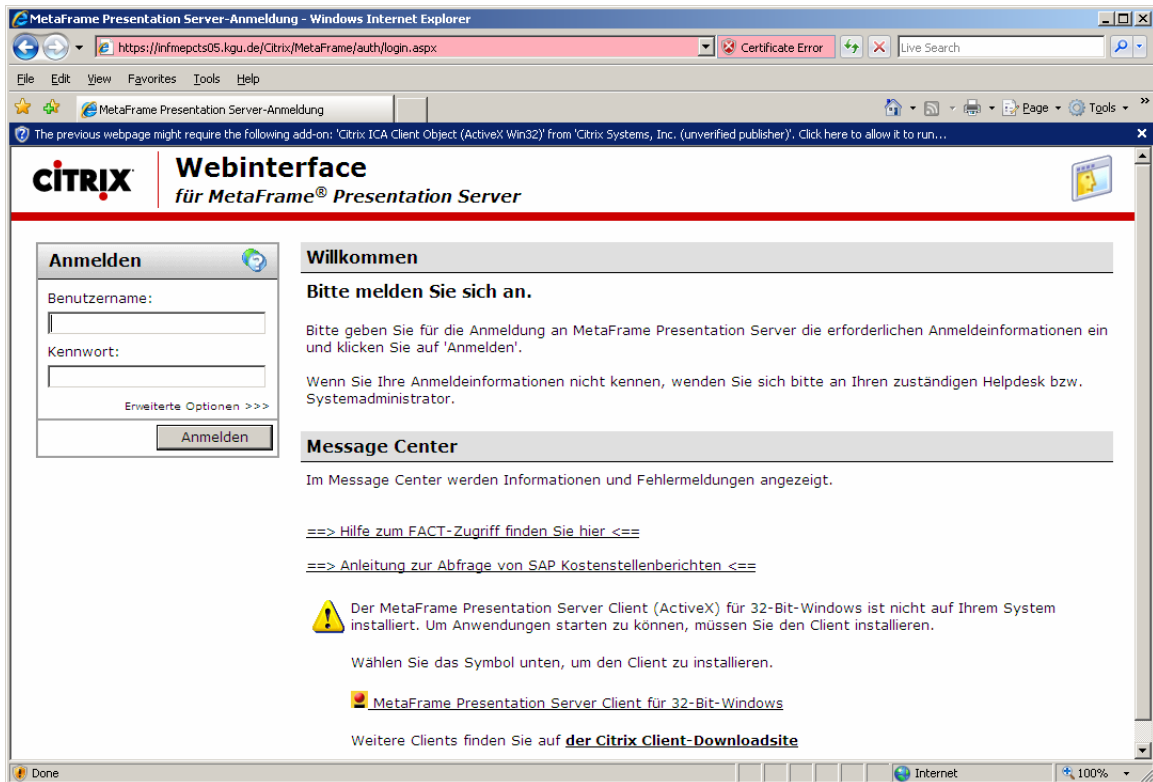 MetaFrame Presentation Server-Anmeldung - Windows Internet Explorer
https://infmepcts05.kgu.de/Citrix/MetaFrame/auth/login.aspx Certificate Error Live Search
File Edit View Favorites Tools Help
MetaFrame Presentation Server-Anmeldung Page Tools »
The previous webpage might require the following add-on: 'Citrix ICA Client Object (ActiveX Win32)' from 'Citrix Systems, Inc. (unverified publisher)'. Click here to allow it to run...
CİTRIX Webinterface
für MetaFrame® Presentation Server
Anmelden
Benutzername:
Kennwort:
Erweiterte Optionen >>>
Anmelden
Willkommen
Bitte melden Sie sich an.
Bitte geben Sie für die Anmeldung an MetaFrame Presentation Server die erforderlichen Anmeldeinformationen ein
und klicken Sie auf 'Anmelden'.
Wenn Sie Ihre Anmeldeinformationen nicht kennen, wenden Sie sich bitte an Ihren zuständigen Helpdesk bzw.
Systemadministrator.
Message Center
Im Message Center werden Informationen und Fehlermeldungen angezeigt.
==> Hilfe zum FACT-Zugriff finden Sie hier <==
==> Anleitung zur Abfrage von SAP Kostenstellenberichten <==
Der MetaFrame Presentation Server Client (ActiveX) für 32-Bit-Windows ist nicht auf Ihrem System
installiert. Um Anwendungen starten zu können, müssen Sie den Client installieren.
Wählen Sie das Symbol unten, um den Client zu installieren.
MetaFrame Presentation Server Client für 32-Bit-Windows
Weitere Clients finden Sie auf der Citrix Client-Downloadsite
Done Internet 100%